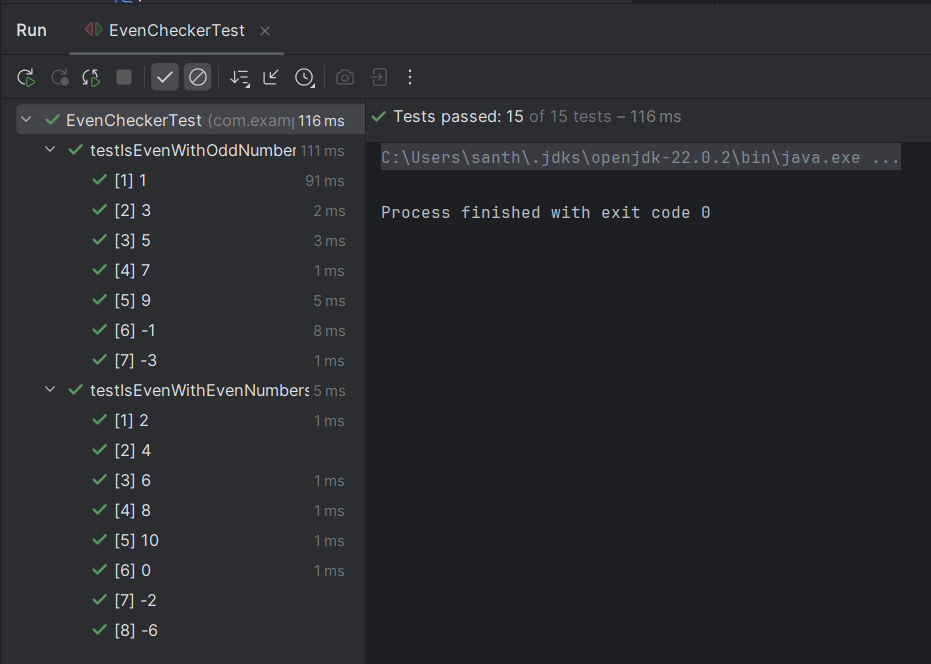 Run EvenCheckerTest
EvenCheckerTest (com.examp 116 ms
testIsEvenWithOddNumber 111 ms
[1] 1 91 ms
[2] 3 2 ms
[3] 5 3 ms
[4] 7 1 ms
[5] 9 5 ms
[6] -1 8 ms
[7] -3 1 ms
testIsEvenWithEvenNumbers 5 ms
[1] 2 1 ms
[2] 4
[3] 6 1 ms
[4] 8 1 ms
[5] 10 1 ms
[6] 0 1 ms
[7] -2
[8] -6
Tests passed: 15 of 15 tests – 116 ms
C:\Users\santh\.jdks\openjdk-22.0.2\bin\java.exe ...
Process finished with exit code 0